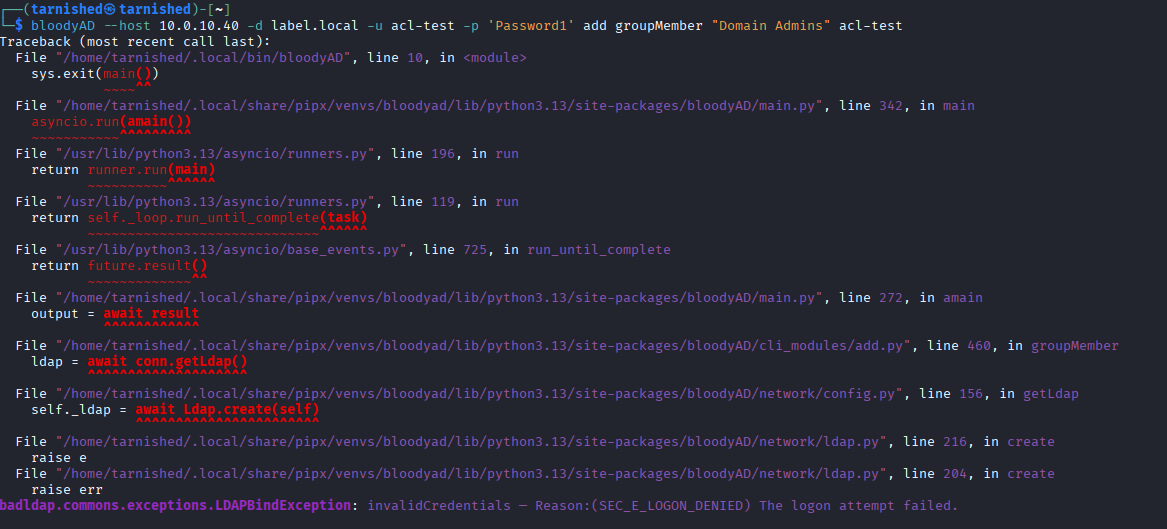 ┌──(tarnished㉿tarnished)-[~]
└─$ bloodyAD --host 10.0.10.40 -d label.local -u acl-test -p 'Password1' add groupMember "Domain Admins" acl-test
Traceback (most recent call last):
  File "/home/tarnished/.local/bin/bloodyAD", line 10, in <module>
    sys.exit(main())
             ~~~~^^
  File "/home/tarnished/.local/share/pipx/venvs/bloodyad/lib/python3.13/site-packages/bloodyAD/main.py", line 342, in main
    asyncio.run(amain())
    ~~~~~~~~~~~^^^^^^^^^
  File "/usr/lib/python3.13/asyncio/runners.py", line 196, in run
    return runner.run(main)
           ~~~~~~~~~~^^^^^^
  File "/usr/lib/python3.13/asyncio/runners.py", line 119, in run
    return self._loop.run_until_complete(task)
           ~~~~~~~~~~~~~~~~~~~~~~~~~~~~~^^^^^^
  File "/usr/lib/python3.13/asyncio/base_events.py", line 725, in run_until_complete
    return future.result()
           ~~~~~~~~~~~~~^^
  File "/home/tarnished/.local/share/pipx/venvs/bloodyad/lib/python3.13/site-packages/bloodyAD/main.py", line 272, in amain
    output = await result
             ^^^^^^^^^^^^
  File "/home/tarnished/.local/share/pipx/venvs/bloodyad/lib/python3.13/site-packages/bloodyAD/cli_modules/add.py", line 460, in groupMember
    ldap = await conn.getLdap()
           ^^^^^^^^^^^^^^^^^^^^
  File "/home/tarnished/.local/share/pipx/venvs/bloodyad/lib/python3.13/site-packages/bloodyAD/network/config.py", line 156, in getLdap
    self._ldap = await Ldap.create(self)
                 ^^^^^^^^^^^^^^^^^^^^^^^
  File "/home/tarnished/.local/share/pipx/venvs/bloodyad/lib/python3.13/site-packages/bloodyAD/network/ldap.py", line 216, in create
    raise e
  File "/home/tarnished/.local/share/pipx/venvs/bloodyad/lib/python3.13/site-packages/bloodyAD/network/ldap.py", line 204, in create
    raise err
badldap.commons.exceptions.LDAPBindException: invalidCredentials — Reason:(SEC_E_LOGON_DENIED) The logon attempt failed.